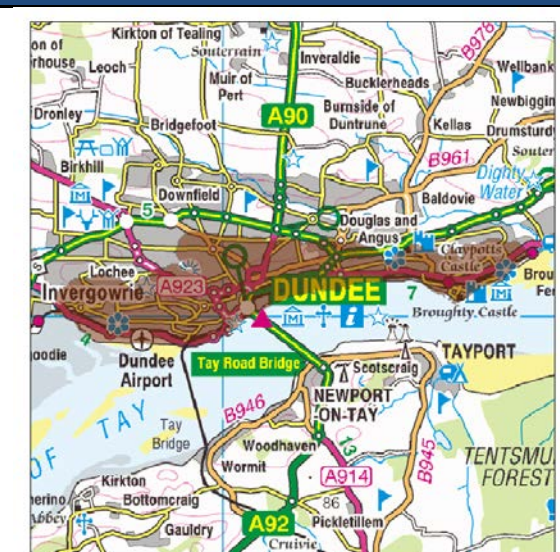 Kirkton of Tealing
on of
rhouse
Leoch
Souterrain
Inveraldie
B978
Wellbank
Muir of
Pert
Bucklerheads
Dronley
A90
Burnside of
Duntrune
Newbiggin
Bridgefoot
Kellas
Drumsturd
Birkhill
B961
Souter
Dighty
Water
Downfield
Baldovie
5
Douglas and
Angus
Claypotts
Castle
Lochee
Invergowrie
A923
DUNDEE
7
Brou
Fer
Broughty Castle
4
oodie
Dundee
Airport
Tay Road Bridge
TAYPORT
Scotscraig
NEWPORT
-ON-TAY
OF TAY
Tay
Bridge
B946
Woodhaven
13
B945
TENTSMU
FOREST
Wormit
A914
Kirkton
merino
Abbey
Bottomcraig
86
Gauldry
A92
Pickletillem
Cruivie